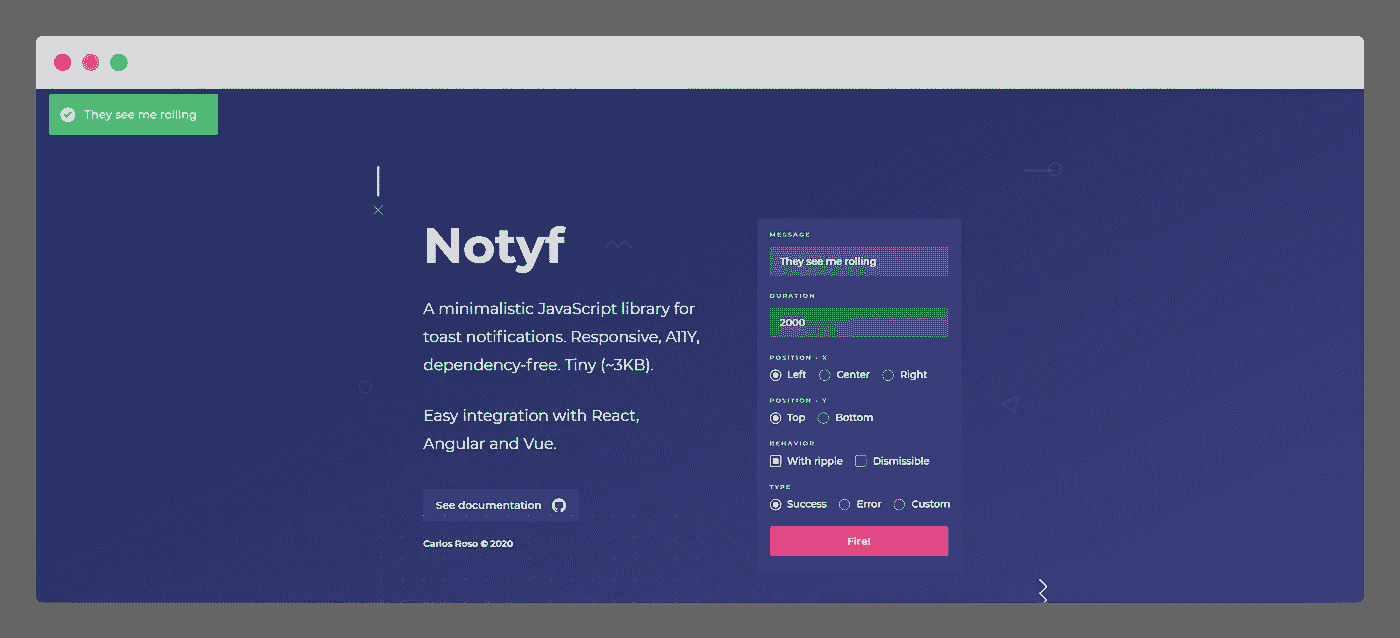 They see me rolling
Notyf
A minimalistic JavaScript library for
toast notifications. Responsive, A11Y,
dependency-free. Tiny (~3KB).
Easy integration with React,
Angular and Vue.
See documentation
Carlos Roso © 2020
MESSAGE
They see me rolling
DURATION
2000
POSITION · X
Left Center Right
POSITION · Y
Top Bottom
BEHAVIOR
With ripple Dismissible
TYPE
Success Error Custom
Fire!